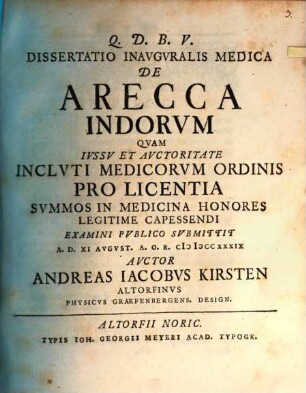 Q. D. B. V.
DISSERTATIO INAVGVRALIS MEDICA
DE
ARECCA
INDORVM
QVAM
IVSSV ET AVCTORITATE
INCLVTI MEDICORVM ORDINIS
PRO LICENTIA
SVMMOS IN MEDICINA HONORES
LEGITIME CAPESSENDI
EXAMINI PVBLICO SVBMITTIT
A. D. XI AVGVST. A. O. R. CIↃ IↃCC XXXIX
AVCTOR
ANDREAS IACOBVS KIRSTEN
ALTORFINVS
PHYSICVS GRAEFENBERGENS. DESIGN.
ALTORFII NORIC.
TYPIS IOH. GEORGII MEYERI ACAD. TYPOGR.